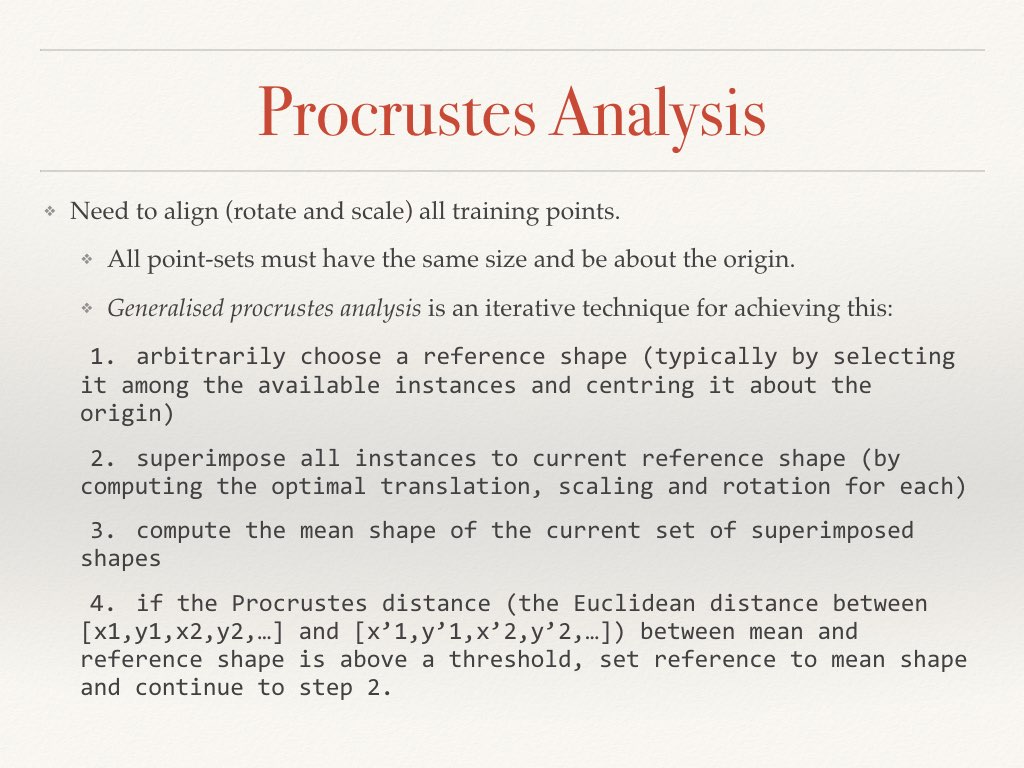 Procrustes Analysis
❖ Need to align (rotate and scale) all training points.
❖ All point-sets must have the same size and be about the origin.
❖ Generalised procrustes analysis is an iterative technique for achieving this:
1. arbitrarily choose a reference shape (typically by selecting
it among the available instances and centring it about the
origin)
2. superimpose all instances to current reference shape (by
computing the optimal translation, scaling and rotation for each)
3. compute the mean shape of the current set of superimposed
shapes
4. if the Procrustes distance (the Euclidean distance between
[x1,y1,x2,y2,…] and [x’1,y’1,x’2,y’2,…]) between mean and
reference shape is above a threshold, set reference to mean shape
and continue to step 2.